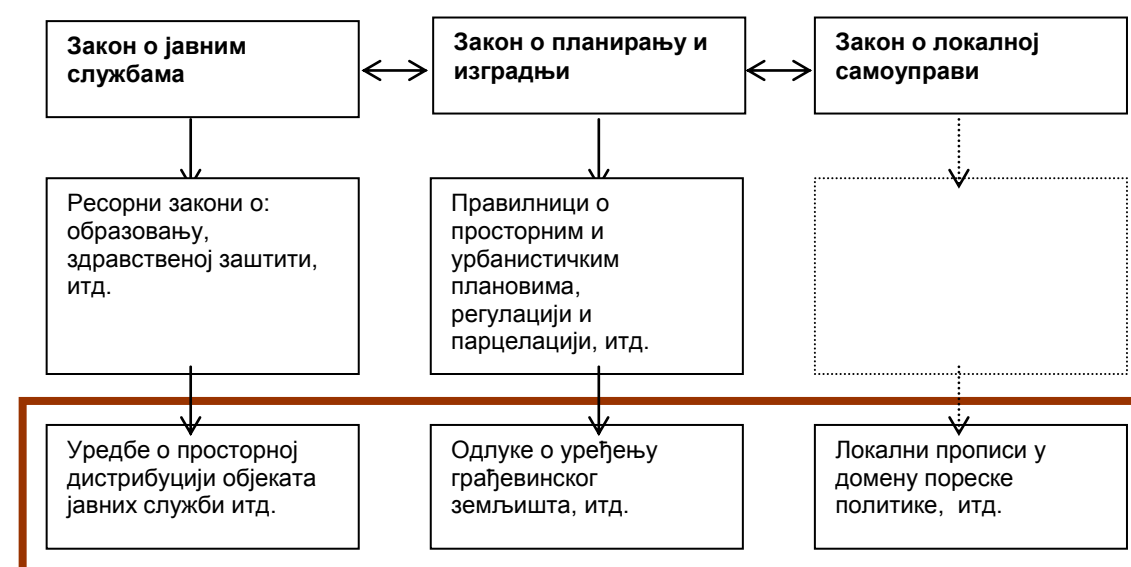 Закон о јавним
службама
Закон о планирању и
изградњи
Закон о локалној
самоуправи
Ресорни закони о:
образовању,
здравственој заштити,
итд.
Правилници о
просторним и
урбанистичким
плановима,
регулацији и
парцелацији, итд.
Уредбе о просторној
дистрибуцији објеката
јавних служби итд.
Одлуке о уређењу
грађевинског
земљишта, итд.
Локални прописи у
домену пореске
политике, итд.